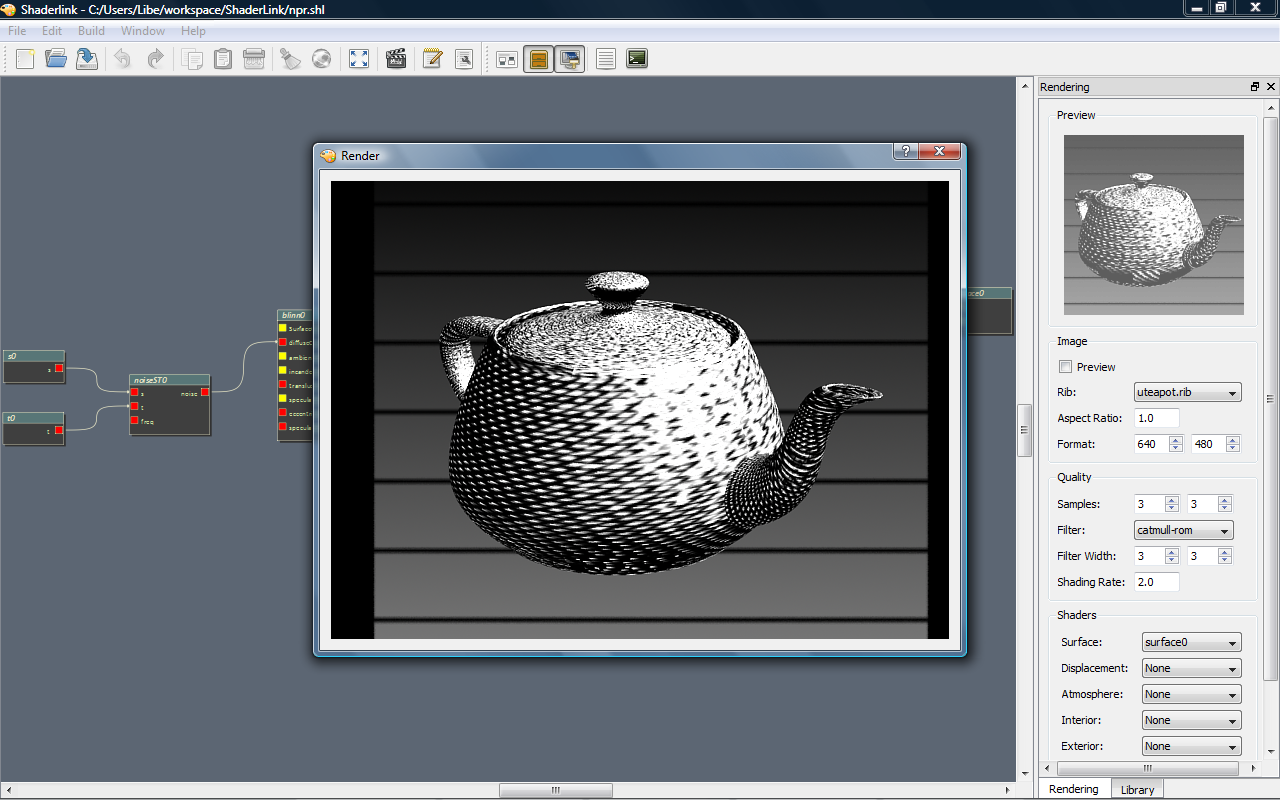 Shaderlink - C:/Users/Libe/workspace/ShaderLink/npr.shl
File Edit Build Window Help
Rendering
Preview
Render
?
s0
s
t0
t
noiseST0
s noise
t
freq
blinn0
Surface
diffuseC
ambien
incande
translu
specula
eccentr
specula
ace0
Image
Preview
Rib: uteapot.rib
Aspect Ratio: 1.0
Format: 640 480
Quality
Samples: 3 3
Filter: catmull-rom
Filter Width: 3 3
Shading Rate: 2.0
Shaders
Surface: surface0
Displacement: None
Atmosphere: None
Interior: None
Exterior: None
Rendering Library